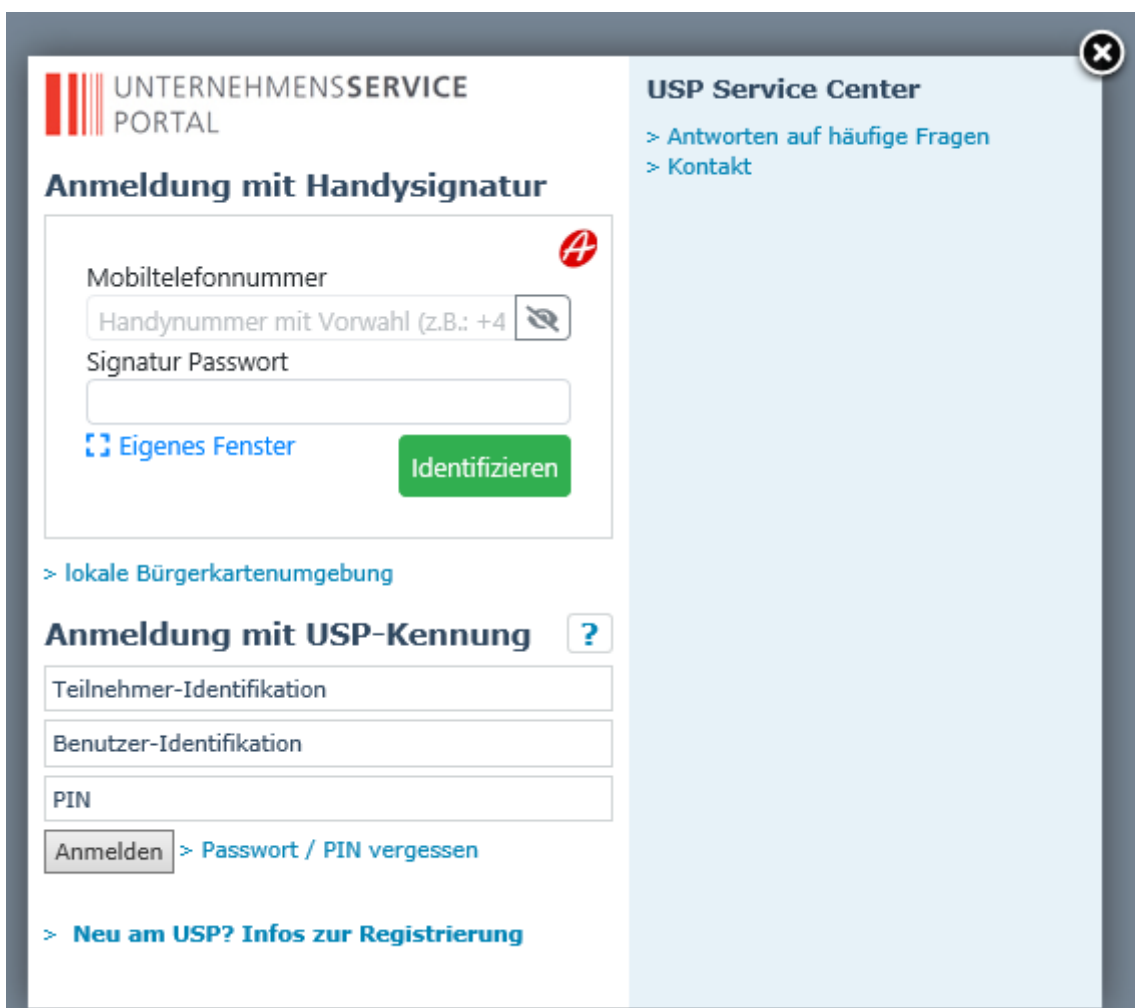 UNTERNEHMENSSERVICE
PORTAL
Anmeldung mit Handysignatur
Mobiltelefonnummer
Handynummer mit Vorwahl (z.B.: +4
Signatur Passwort
Eigenes Fenster
Identifizieren
> lokale Bürgerkartenumgebung
Anmeldung mit USP-Kennung ?
Teilnehmer-Identifikation
Benutzer-Identifikation
PIN
Anmelden > Passwort / PIN vergessen
> Neu am USP? Infos zur Registrierung
USP Service Center
> Antworten auf häufige Fragen
> Kontakt